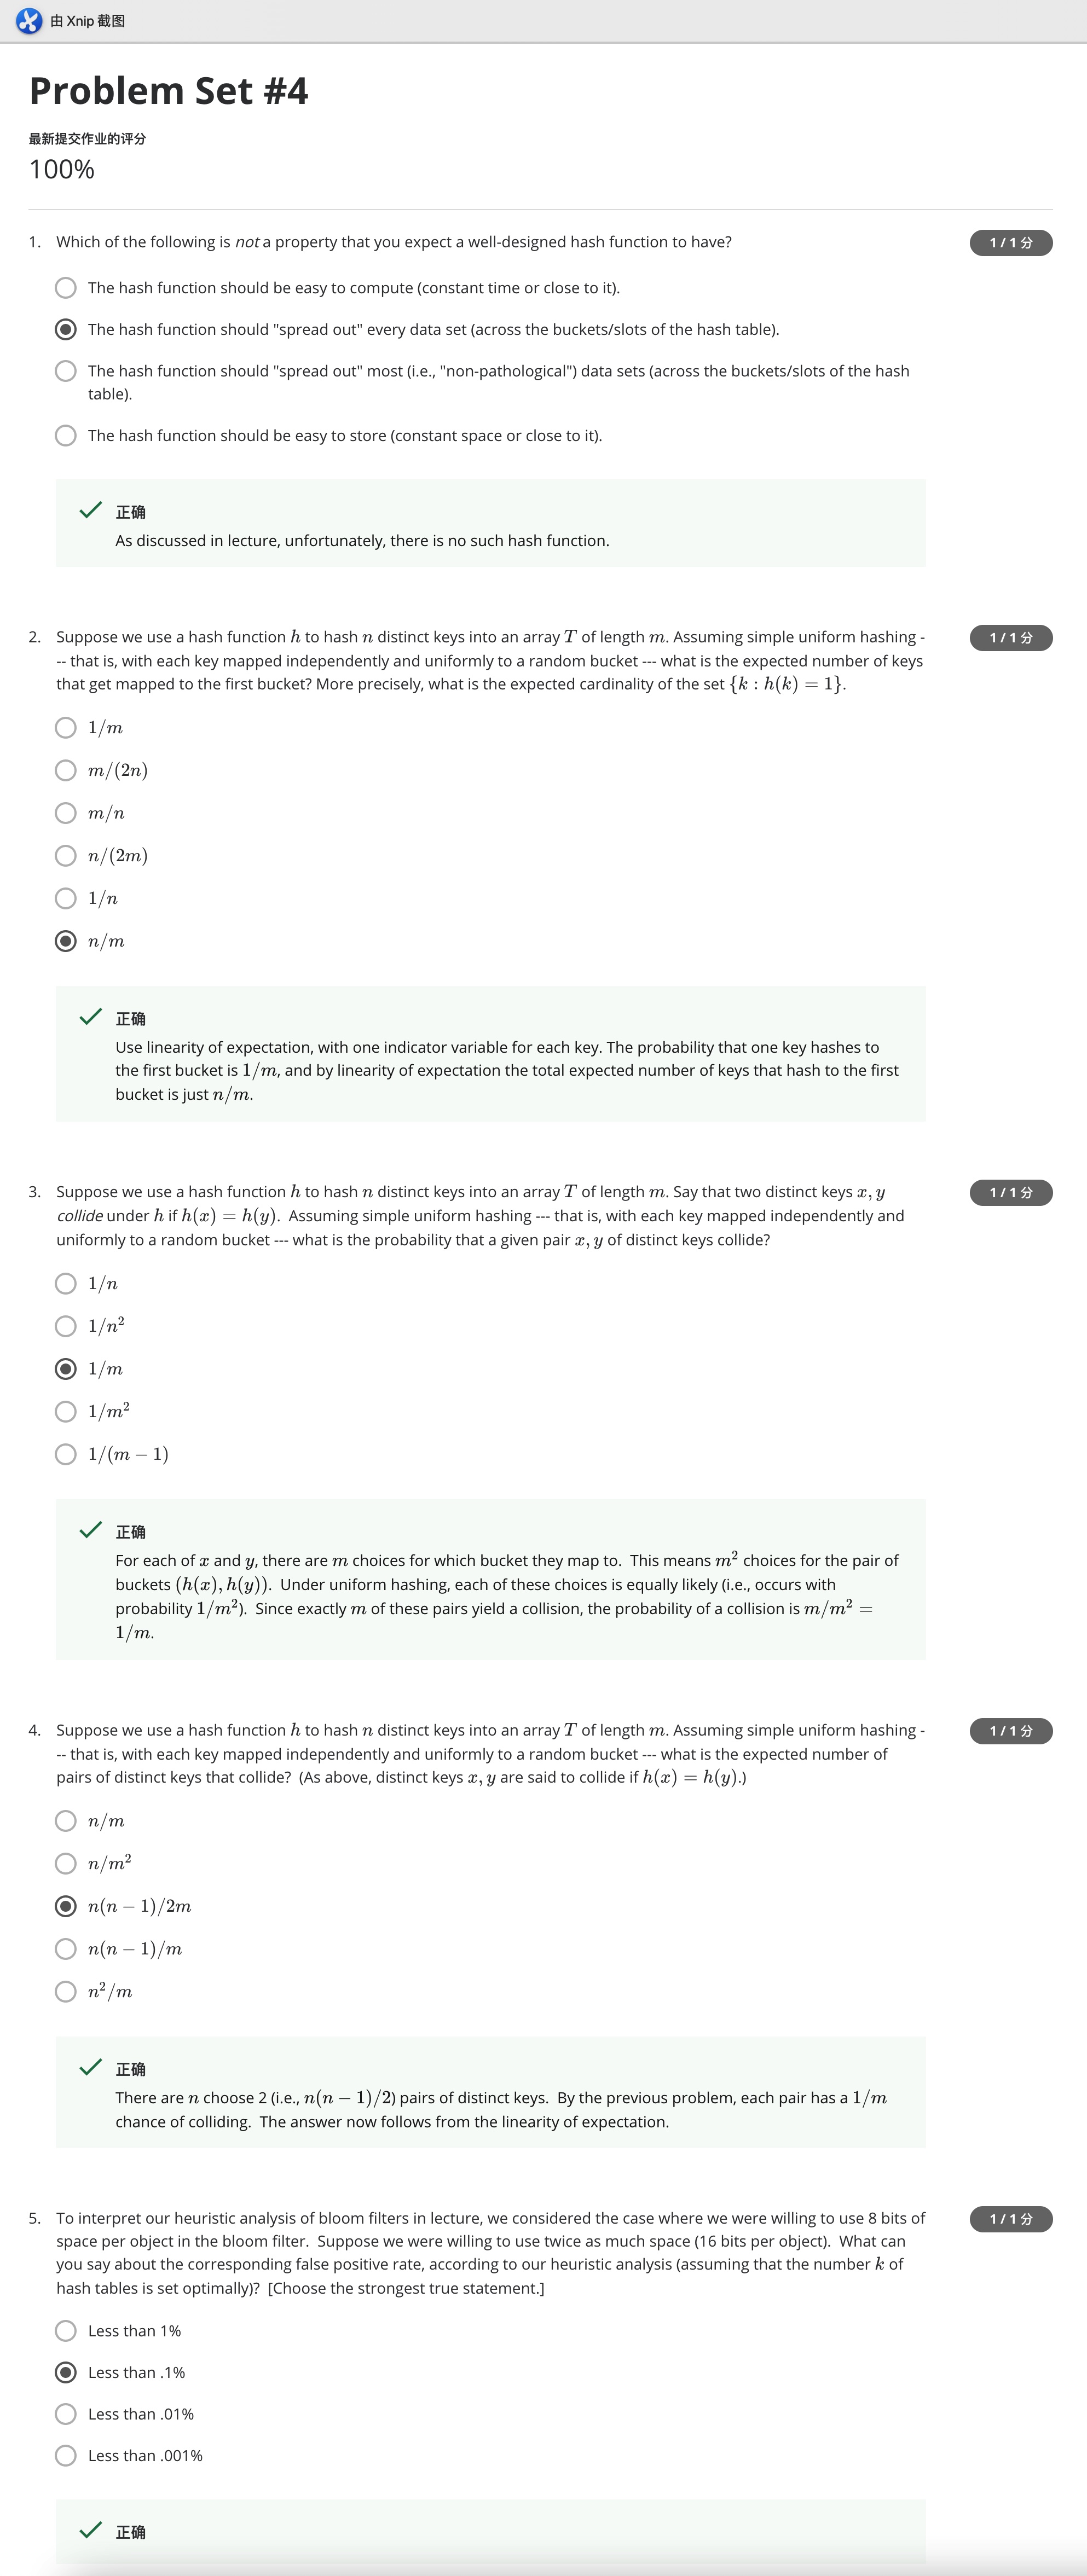 由 Xnip 截图
Problem Set #4
最新提交作业的评分
100%
1. Which of the following is not a property that you expect a well-designed hash function to have?
1 / 1 分
The hash function should be easy to compute (constant time or close to it).
The hash function should "spread out" every data set (across the buckets/slots of the hash table).
The hash function should "spread out" most (i.e., "non-pathological") data sets (across the buckets/slots of the hash
table).
The hash function should be easy to store (constant space or close to it).
正确
As discussed in lecture, unfortunately, there is no such hash function.
2. Suppose we use a hash function h to hash n distinct keys into an array T of length m. Assuming simple uniform hashing -
1 / 1 分
-- that is, with each key mapped independently and uniformly to a random bucket --- what is the expected number of keys
that get mapped to the first bucket? More precisely, what is the expected cardinality of the set {k : h(k) = 1}.
1/m
m/(2n)
m/n
n/(2m)
1/n
n/m
正确
Use linearity of expectation, with one indicator variable for each key. The probability that one key hashes to
the first bucket is 1/m, and by linearity of expectation the total expected number of keys that hash to the first
bucket is just n/m.
3. Suppose we use a hash function h to hash n distinct keys into an array T of length m. Say that two distinct keys x, y
1 / 1 分
collide under h if h(x) = h(y). Assuming simple uniform hashing --- that is, with each key mapped independently and
uniformly to a random bucket --- what is the probability that a given pair x, y of distinct keys collide?
1/n
1/n²
1/m
1/m²
1/(m − 1)
正确
For each of x and y, there are m choices for which bucket they map to. This means m² choices for the pair of
buckets (h(x), h(y)). Under uniform hashing, each of these choices is equally likely (i.e., occurs with
probability 1/m²). Since exactly m of these pairs yield a collision, the probability of a collision is m/m² =
1/m.
4. Suppose we use a hash function h to hash n distinct keys into an array T of length m. Assuming simple uniform hashing -
1 / 1 分
-- that is, with each key mapped independently and uniformly to a random bucket --- what is the expected number of
pairs of distinct keys that collide? (As above, distinct keys x, y are said to collide if h(x) = h(y).)
n/m
n/m²
n(n − 1)/2m
n(n − 1)/m
n²/m
正确
There are n choose 2 (i.e., n(n − 1)/2) pairs of distinct keys. By the previous problem, each pair has a 1/m
chance of colliding. The answer now follows from the linearity of expectation.
5. To interpret our heuristic analysis of bloom filters in lecture, we considered the case where we were willing to use 8 bits of
1 / 1 分
space per object in the bloom filter. Suppose we were willing to use twice as much space (16 bits per object). What can
you say about the corresponding false positive rate, according to our heuristic analysis (assuming that the number k of
hash tables is set optimally)? [Choose the strongest true statement.]
Less than 1%
Less than .1%
Less than .01%
Less than .001%
正确